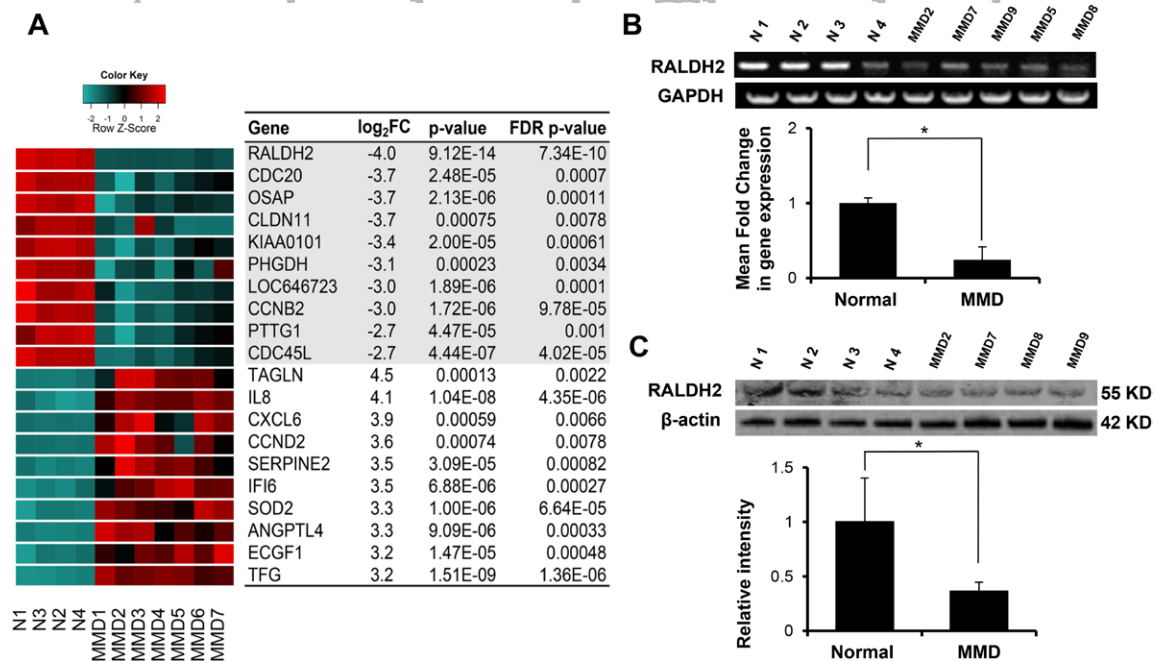 A
Color Key
-2 -1 0 1 2
Row Z-Score
Gene log₂FC p-value FDR p-value
RALDH2 -4.0 9.12E-14 7.34E-10
CDC20 -3.7 2.48E-05 0.0007
OSAP -3.7 2.13E-06 0.00011
CLDN11 -3.7 0.00075 0.0078
KIAA0101 -3.4 2.00E-05 0.00061
PHGDH -3.1 0.00023 0.0034
LOC646723 -3.0 1.89E-06 0.0001
CCNB2 -3.0 1.72E-06 9.78E-05
PTTG1 -2.7 4.47E-05 0.001
CDC45L -2.7 4.44E-07 4.02E-05
TAGLN 4.5 0.00013 0.0022
IL8 4.1 1.04E-08 4.35E-06
CXCL6 3.9 0.00059 0.0066
CCND2 3.6 0.00074 0.0078
SERPINE2 3.5 3.09E-05 0.00082
IFI6 3.5 6.88E-06 0.00027
SOD2 3.3 1.00E-06 6.64E-05
ANGPTL4 3.3 9.09E-06 0.00033
ECGF1 3.2 1.47E-05 0.00048
TFG 3.2 1.51E-09 1.36E-06
N1 N3 N2 N4 MMD1 MMD2 MMD3 MMD4 MMD5 MMD6 MMD7
B
N 1 N 2 N 3 N 4 MMD2 MMD7 MMD9 MMD5 MMD8
RALDH2
GAPDH
Mean Fold Change
in gene expression
2
*
1
0
Normal MMD
C
N 1 N 2 N 3 N 4 MMD2 MMD7 MMD8 MMD9
RALDH2 55 KD
β-actin 42 KD
Relative intensity
1.5
*
1
0.5
0
Normal MMD